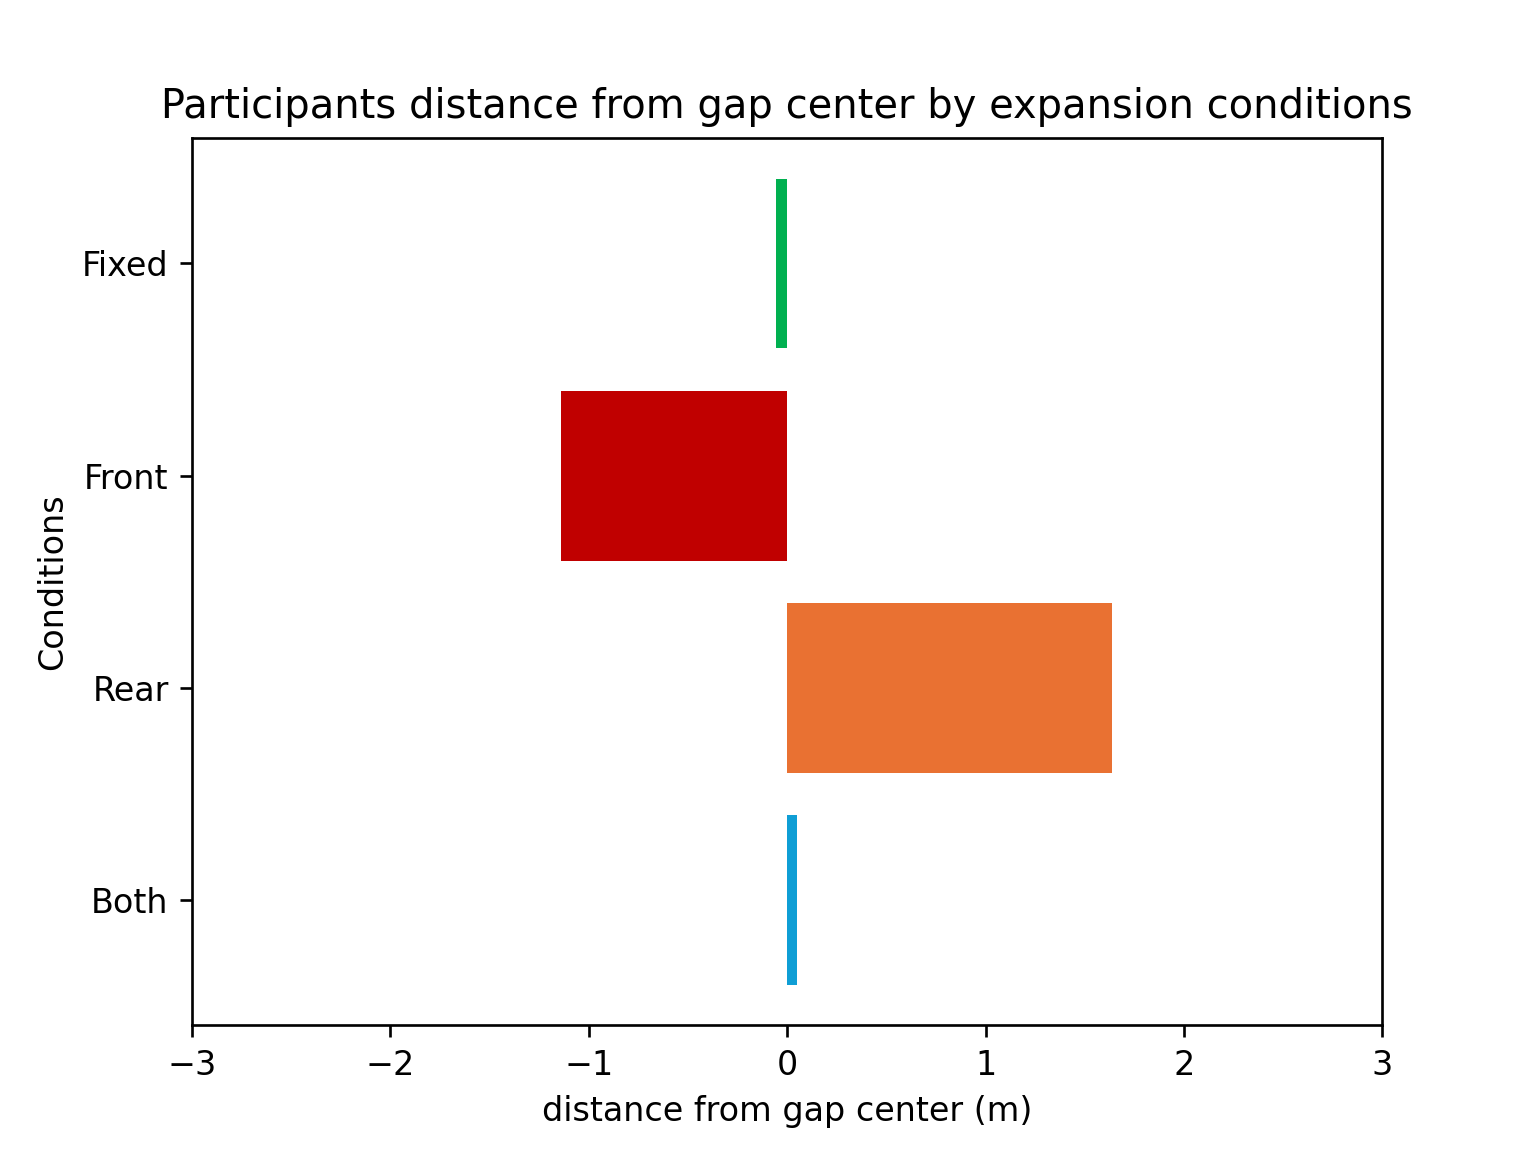 Participants distance from gap center by expansion conditions
Fixed
Front
Rear
Both
Conditions
−3 −2 −1 0 1 2 3
distance from gap center (m)